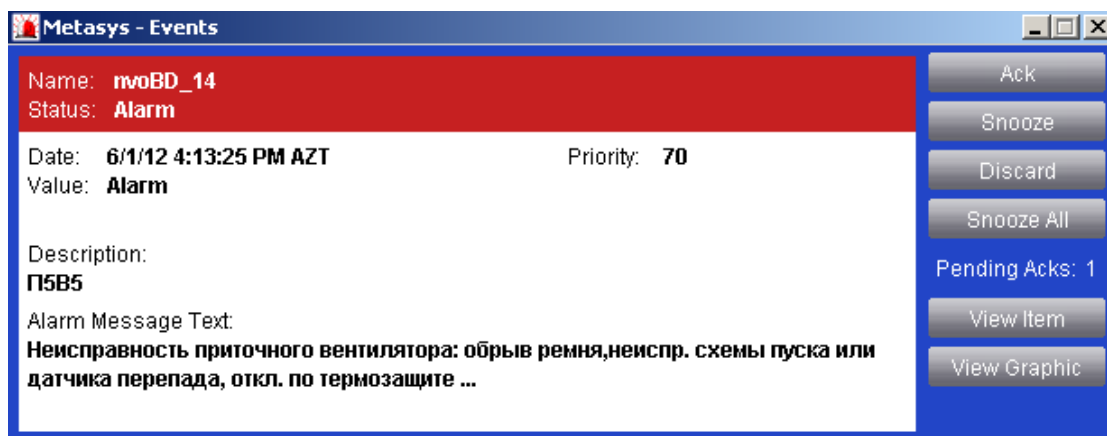 Metasys - Events
Name: nvoBD_14
Status: Alarm
Date: 6/1/12 4:13:25 PM AZT Priority: 70
Value: Alarm
Description:
П5В5
Alarm Message Text:
Неисправность приточного вентилятора: обрыв ремня,неиспр. схемы пуска или
датчика перепада, откл. по термозащите ...
Ack
Snooze
Discard
Snooze All
Pending Acks: 1
View Item
View Graphic